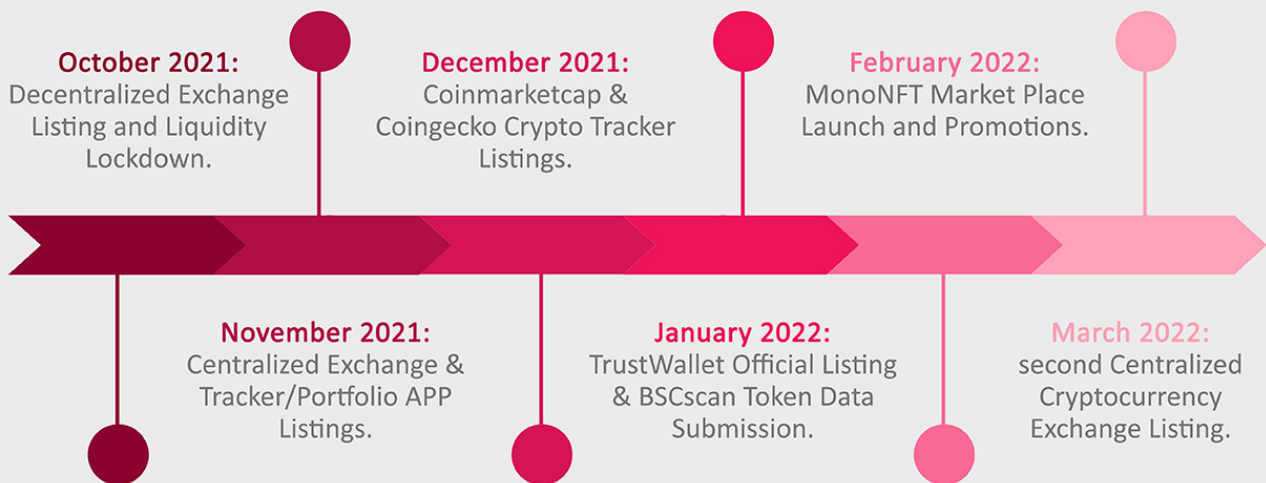 October 2021:
Decentralized Exchange
Listing and Liquidity
Lockdown.
November 2021:
Centralized Exchange &
Tracker/Portfolio APP
Listings.
December 2021:
Coinmarketcap &
Coingecko Crypto Tracker
Listings.
January 2022:
TrustWallet Official Listing
& BSCscan Token Data
Submission.
February 2022:
MonoNFT Market Place
Launch and Promotions.
March 2022:
second Centralized
Cryptocurrency
Exchange Listing.